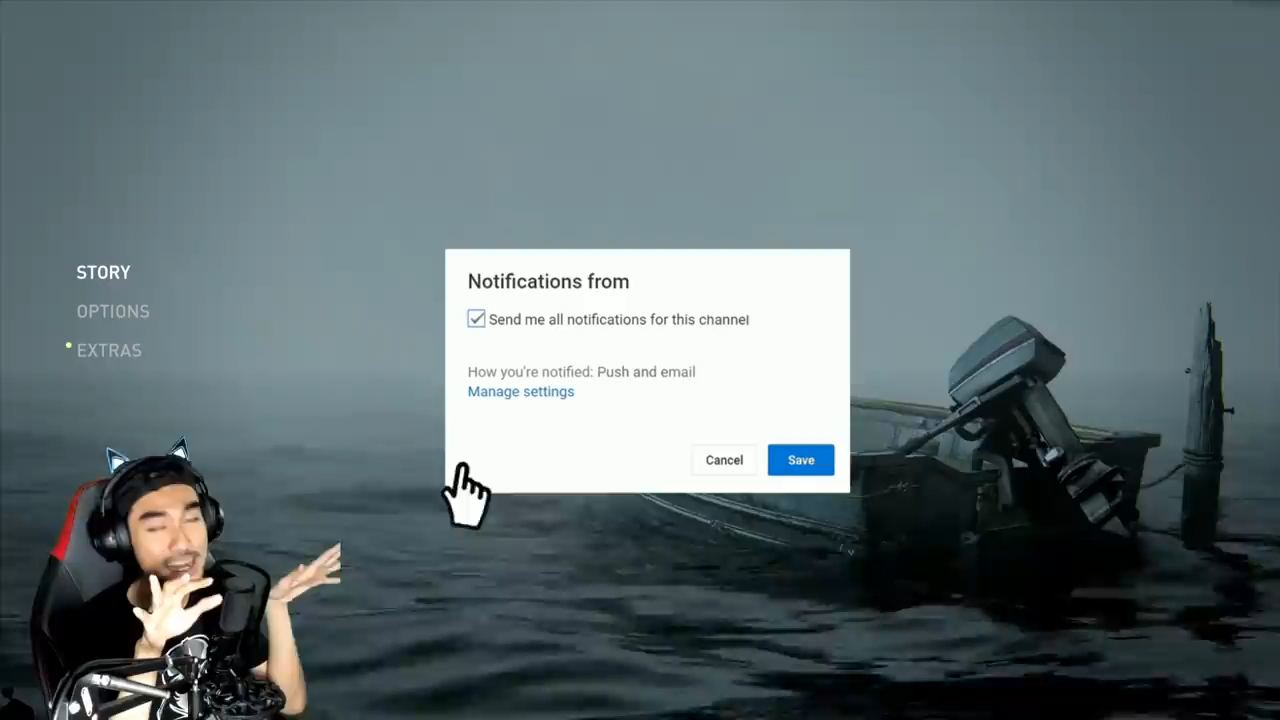 STORY
OPTIONS
EXTRAS
Notifications from
Send me all notifications for this channel
How you're notified: Push and email
Manage settings
Cancel
Save